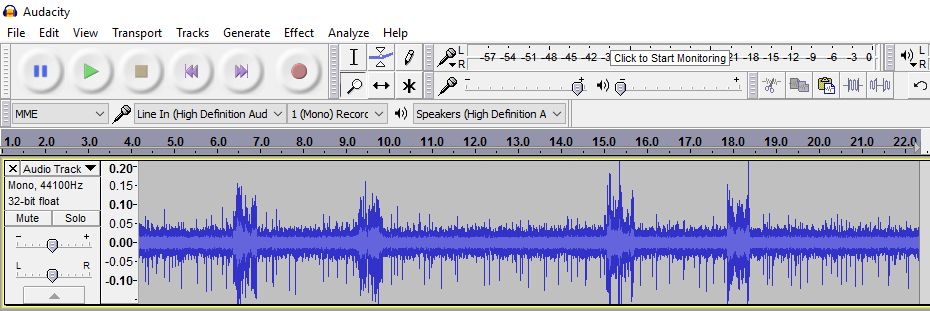 Audacity
File Edit View Transport Tracks Generate Effect Analyze Help
L -57 -54 -51 -48 -45 -42 -3 Click to Start Monitoring -18 -15 -12 -9 -6 -3 0 L
R R
- + - +
MME Line In (High Definition Aud 1 (Mono) Recorc Speakers (High Definition A
1.0 2.0 3.0 4.0 5.0 6.0 7.0 8.0 9.0 10.0 11.0 12.0 13.0 14.0 15.0 16.0 17.0 18.0 19.0 20.0 21.0 22.0
X Audio Track 0.20
Mono, 44100Hz 0.15
32-bit float 0.10
Mute Solo 0.05
- + 0.00
L R -0.05
-0.10